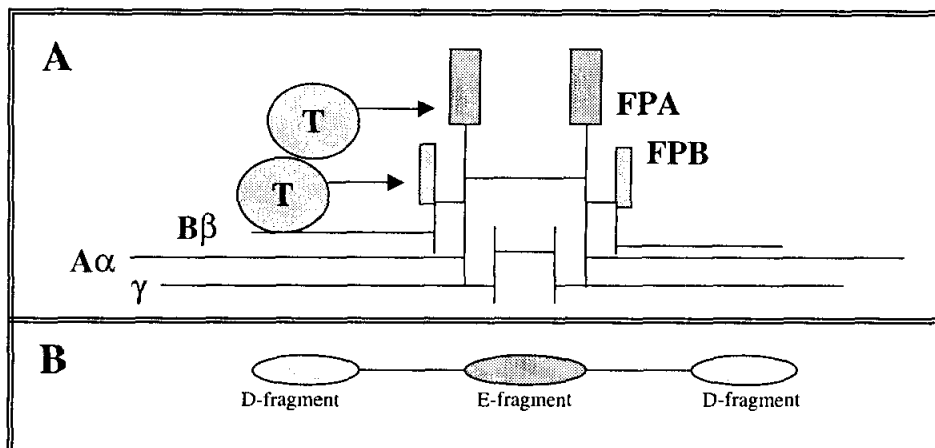 A
T
FPA
FPB
T
Bβ
Aα
γ
B
D-fragment E-fragment D-fragment